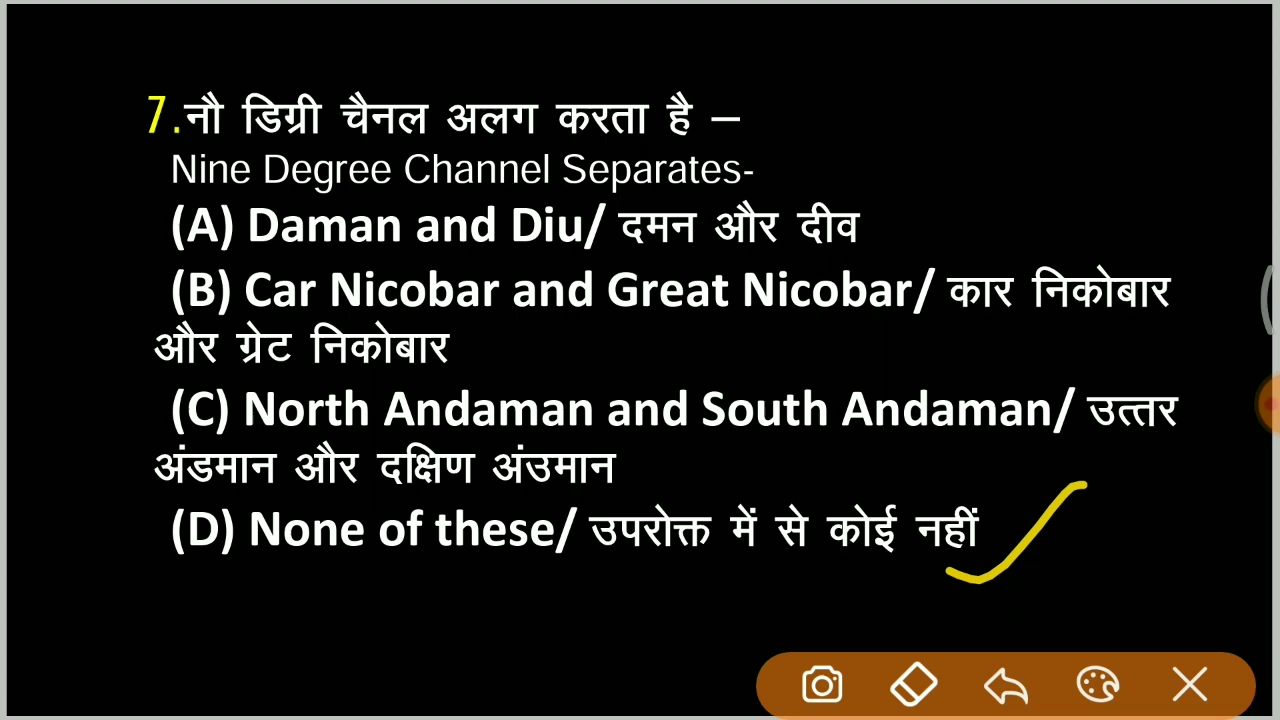 7.नौ डिग्री चैनल अलग करता है –
Nine Degree Channel Separates-
(A) Daman and Diu/ दमन और दीव
(B) Car Nicobar and Great Nicobar/ कार निकोबार
और ग्रेट निकोबार
(C) North Andaman and South Andaman/ उत्तर
अंडमान और दक्षिण अंउमान
(D) None of these/ उपरोक्त में से कोई नहीं